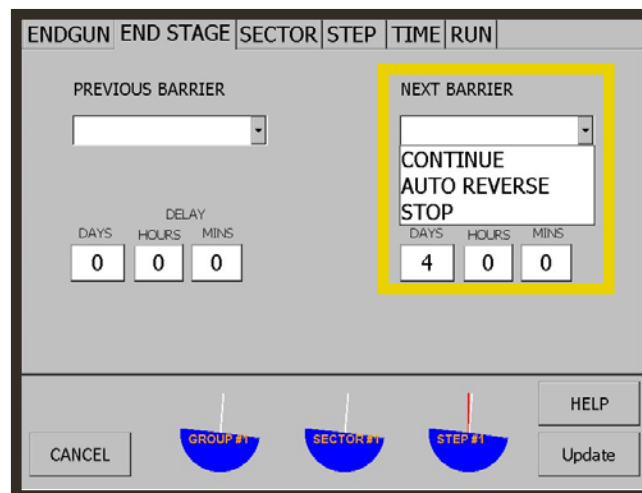 ENDGUN END STAGE SECTOR STEP TIME RUN
PREVIOUS BARRIER
NEXT BARRIER
CONTINUE
AUTO REVERSE
STOP
DELAY
DAYS HOURS MINS
0 0 0
DAYS HOURS MINS
4 0 0
GROUP #1 SECTOR #1 STEP #1
HELP
CANCEL
Update